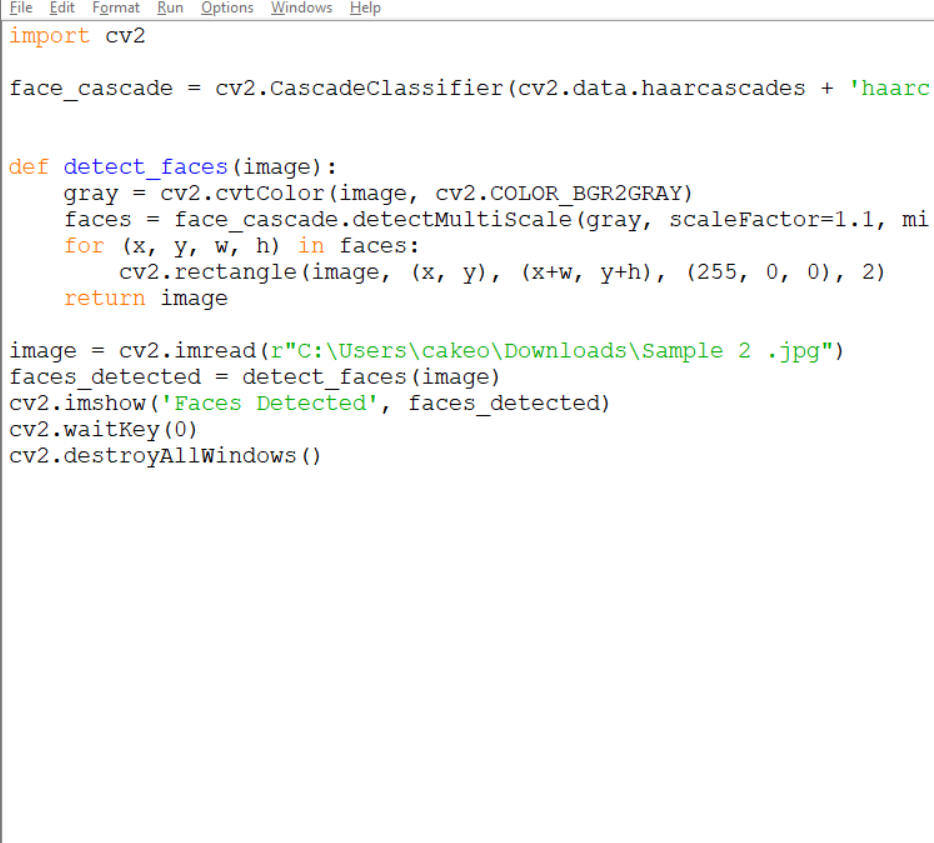 File Edit Format Run Options Windows Help
import cv2
face_cascade = cv2.CascadeClassifier(cv2.data.haarcascades + 'haarc
def detect_faces(image):
    gray = cv2.cvtColor(image, cv2.COLOR_BGR2GRAY)
    faces = face_cascade.detectMultiScale(gray, scaleFactor=1.1, mi
    for (x, y, w, h) in faces:
        cv2.rectangle(image, (x, y), (x+w, y+h), (255, 0, 0), 2)
    return image
image = cv2.imread(r"C:\Users\cakeo\Downloads\Sample 2 .jpg")
faces_detected = detect_faces(image)
cv2.imshow('Faces Detected', faces_detected)
cv2.waitKey(0)
cv2.destroyAllWindows()